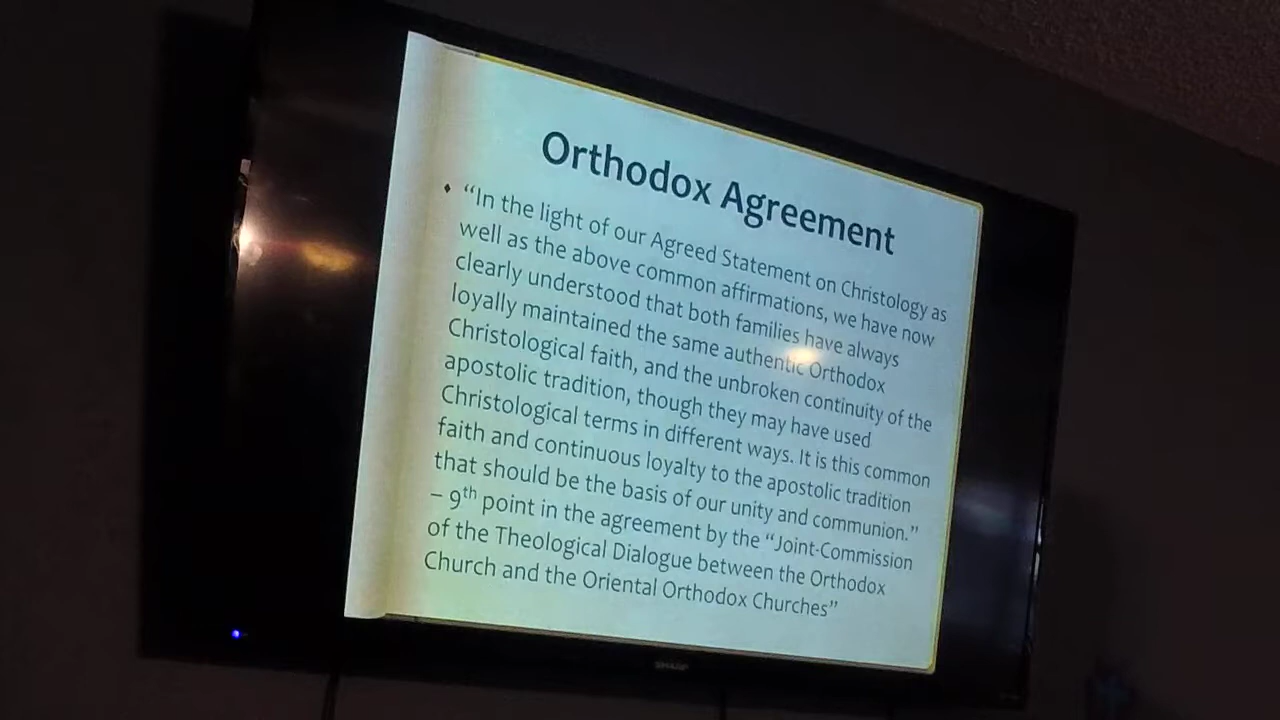 Orthodox Agreement
⬧ “In the light of our Agreed Statement on Christology as
well as the above common affirmations, we have now
clearly understood that both families have always
loyally maintained the same authentic Orthodox
Christological faith, and the unbroken continuity of the
apostolic tradition, though they may have used
Christological terms in different ways. It is this common
faith and continuous loyalty to the apostolic tradition
that should be the basis of our unity and communion.”
– 9th point in the agreement by the “Joint-Commission
of the Theological Dialogue between the Orthodox
Church and the Oriental Orthodox Churches”
SHARP